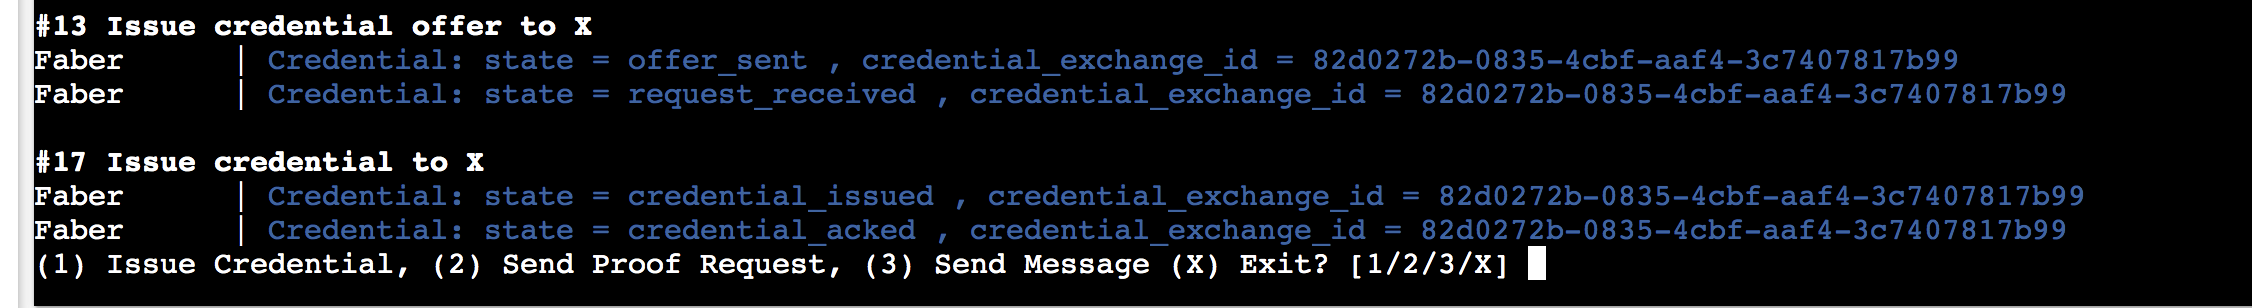 #13 Issue credential offer to X
Faber | Credential: state = offer_sent , credential_exchange_id = 82d0272b-0835-4cbf-aaf4-3c7407817b99
Faber | Credential: state = request_received , credential_exchange_id = 82d0272b-0835-4cbf-aaf4-3c7407817b99
#17 Issue credential to X
Faber | Credential: state = credential_issued , credential_exchange_id = 82d0272b-0835-4cbf-aaf4-3c7407817b99
Faber | Credential: state = credential_acked , credential_exchange_id = 82d0272b-0835-4cbf-aaf4-3c7407817b99
(1) Issue Credential, (2) Send Proof Request, (3) Send Message (X) Exit? [1/2/3/X]